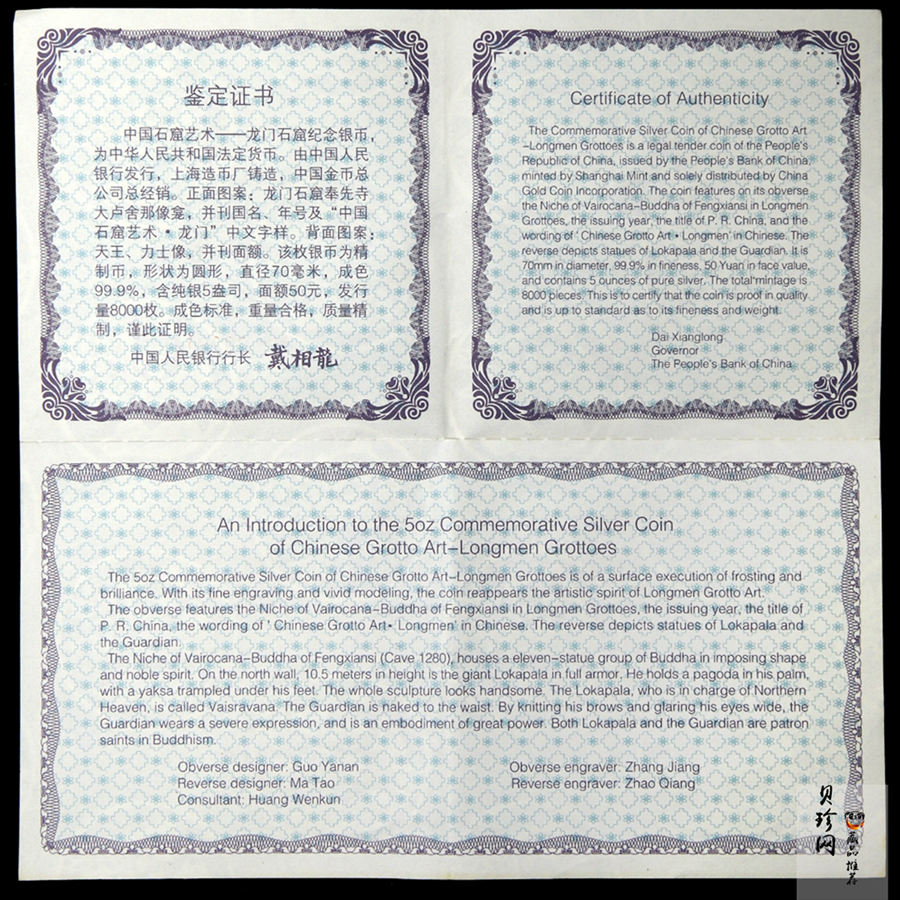 鉴定证书
中国石窟艺术——龙门石窟纪念银币，
为中华人民共和国法定货币。由中国人民
银行发行，上海造币厂铸造，中国金币总
公司总经销。正面图案：龙门石窟奉先寺
大卢舍那像龛，并刊国名、年号及“中国
石窟艺术·龙门”中文字样。背面图案：
天王、力士像，并刊面额。该枚银币为精
制币，形状为圆形，直径70毫米，成色
99.9%，含纯银5盎司，面额50元，发行
量8000枚。成色标准，重量合格，质量精
制，谨此证明。
中国人民银行行长 戴相龍
Certificate of Authenticity
The Commemorative Silver Coin of Chinese Grotto Art
-Longmen Grottoes is a legal tender coin of the People's
Republic of China, issued by the People's Bank of China,
minted by Shanghai Mint and solely distributed by China
Gold Coin Incorporation. The coin features on its obverse
the Niche of Vairocana-Buddha of Fengxiansi in Longmen
Grottoes, the issuing year, the title of P. R. China, and the
wording of ' Chinese Grotto Art • Longmen' in Chinese. The
reverse depicts statues of Lokapala and the Guardian. It is
70mm in diameter, 99.9% in fineness, 50 Yuan in face value,
and contains 5 ounces of pure silver. The total mintage is
8000 pieces. This is to certify that the coin is proof in quality
and is up to standard as to its fineness and weight.
Dai Xianglong
Governor
The People's Bank of China
An Introduction to the 5oz Commemorative Silver Coin
of Chinese Grotto Art-Longmen Grottoes
The 5oz Commemorative Silver Coin of Chinese Grotto Art-Longmen Grottoes is of a surface execution of frosting and
brilliance. With its fine engraving and vivid modeling, the coin reappears the artistic spirit of Longmen Grotto Art.
The obverse features the Niche of Vairocana-Buddha of Fengxiansi in Longmen Grottoes, the issuing year, the title of
P. R. China, the wording of ' Chinese Grotto Art• Longmen' in Chinese. The reverse depicts statues of Lokapala and
the Guardian.
The Niche of Vairocana-Buddha of Fengxiansi (Cave 1280), houses a eleven-statue group of Buddha in imposing shape
and noble spirit. On the north wall, 10.5 meters in height is the giant Lokapala in full armor. He holds a pagoda in his palm,
with a yaksa trampled under his feet. The whole sculpture looks handsome. The Lokapala, who is in charge of Northern
Heaven, is called Vaisravana. The Guardian is naked to the waist. By knitting his brows and glaring his eyes wide, the
Guardian wears a severe expression, and is an embodiment of great power. Both Lokapala and the Guardian are patron
saints in Buddhism.
Obverse designer: Guo Yanan
Obverse engraver: Zhang Jiang
Reverse designer: Ma Tao
Reverse engraver: Zhao Qiang
Consultant: Huang Wenkun
贝珍网
藏品推荐